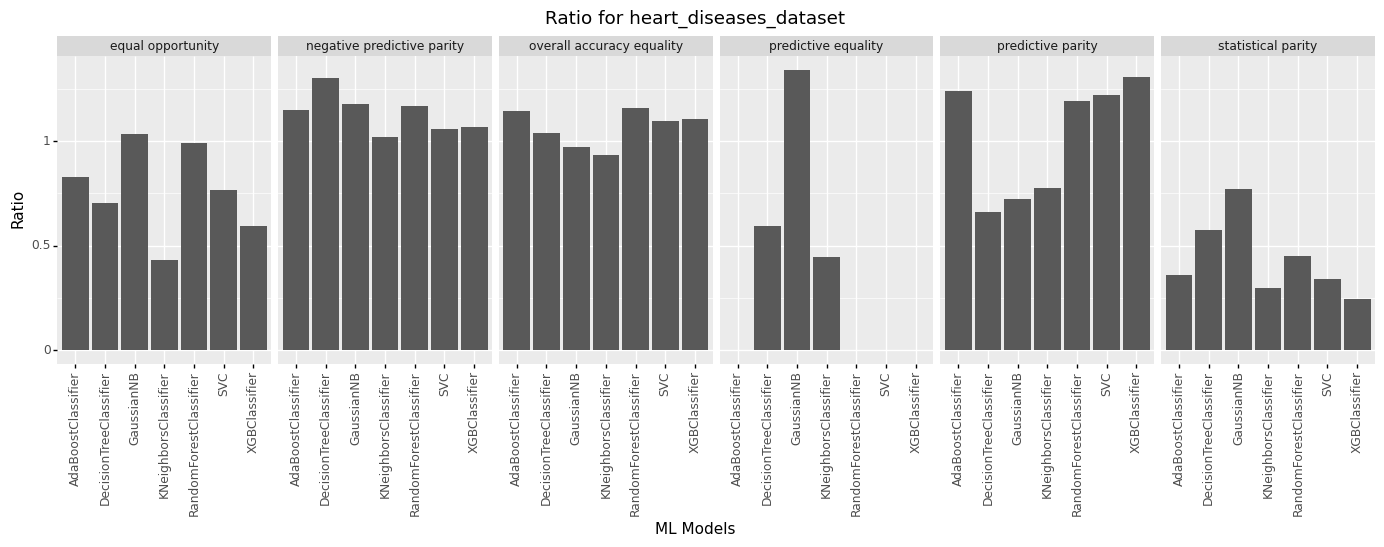 Ratio for heart_diseases_dataset
equal opportunity
negative predictive parity
overall accuracy equality
predictive equality
predictive parity
statistical parity
Ratio
1
0.5
0
AdaBoostClassifier
DecisionTreeClassifier
GaussianNB
KNeighborsClassifier
RandomForestClassifier
SVC
XGBClassifier
AdaBoostClassifier
DecisionTreeClassifier
GaussianNB
KNeighborsClassifier
RandomForestClassifier
SVC
XGBClassifier
AdaBoostClassifier
DecisionTreeClassifier
GaussianNB
KNeighborsClassifier
RandomForestClassifier
SVC
XGBClassifier
AdaBoostClassifier
DecisionTreeClassifier
GaussianNB
KNeighborsClassifier
RandomForestClassifier
SVC
XGBClassifier
AdaBoostClassifier
DecisionTreeClassifier
GaussianNB
KNeighborsClassifier
RandomForestClassifier
SVC
XGBClassifier
AdaBoostClassifier
DecisionTreeClassifier
GaussianNB
KNeighborsClassifier
RandomForestClassifier
SVC
XGBClassifier
ML Models